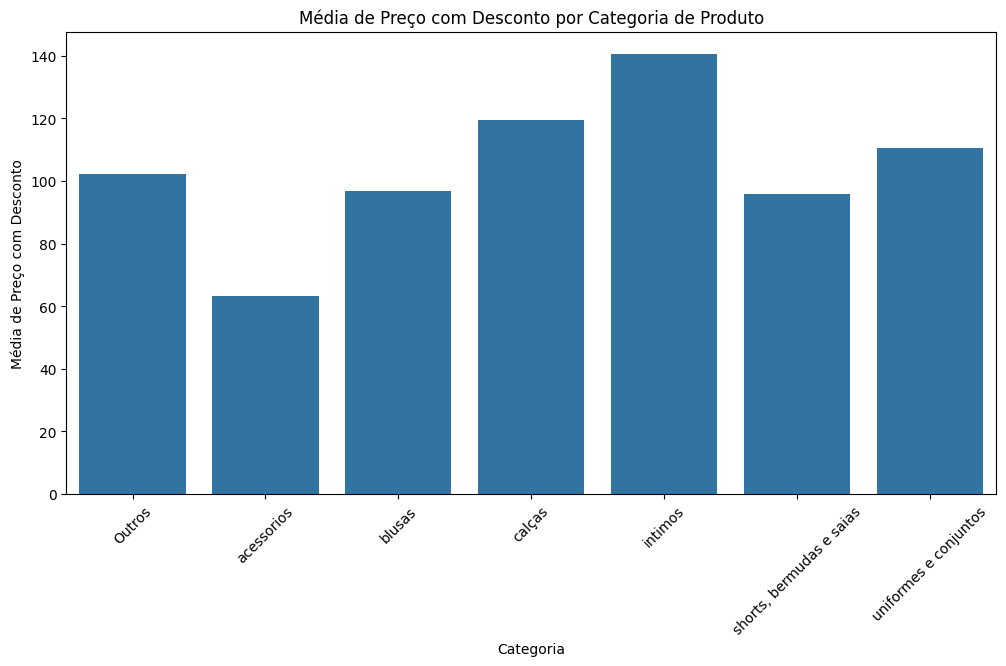 Média de Preço com Desconto por Categoria de Produto
Média de Preço com Desconto
140
120
100
80
60
40
20
0
Outros
acessorios
blusas
calças
intimos
shorts, bermudas e saias
uniformes e conjuntos
Categoria